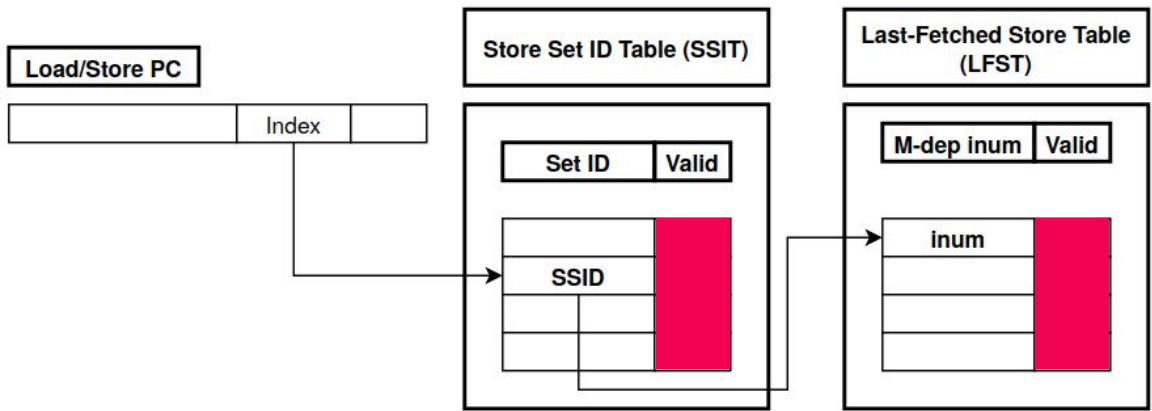 Load/Store PC
Index
Store Set ID Table (SSIT)
Set ID
Valid
SSID
Last-Fetched Store Table
(LFST)
M-dep inum
Valid
inum